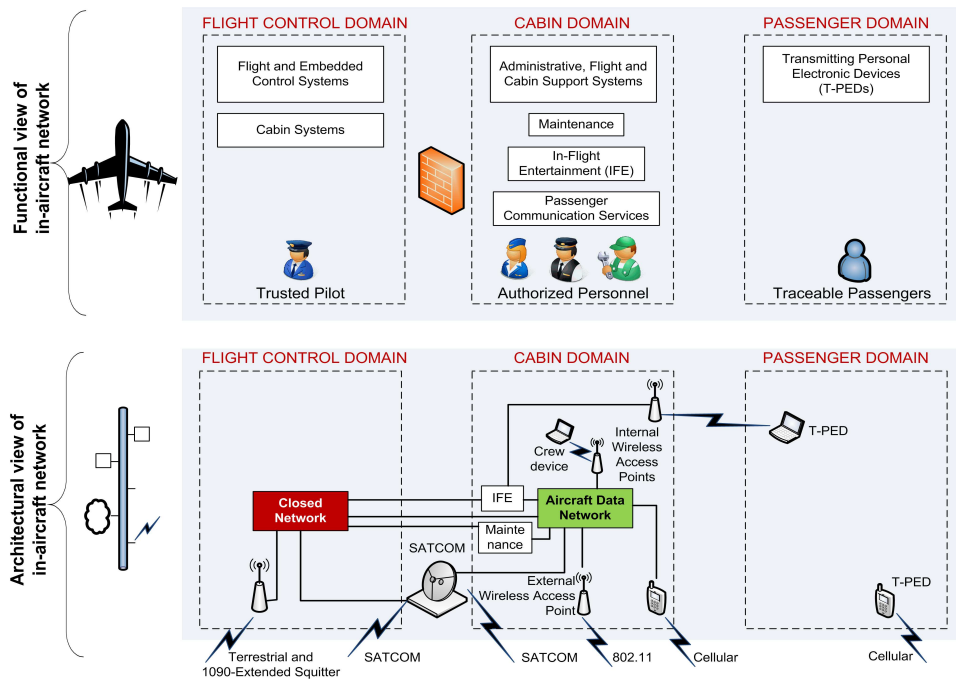 Functional view of
in-aircraft network
FLIGHT CONTROL DOMAIN
Flight and Embedded
Control Systems
Cabin Systems
Trusted Pilot
CABIN DOMAIN
Administrative, Flight and
Cabin Support Systems
Maintenance
In-Flight
Entertainment (IFE)
Passenger
Communication Services
Authorized Personnel
PASSENGER DOMAIN
Transmitting Personal
Electronic Devices
(T-PEDs)
Traceable Passengers
Architectural view of
in-aircraft network
FLIGHT CONTROL DOMAIN
CABIN DOMAIN
PASSENGER DOMAIN
Closed
Network
SATCOM
IFE
Mainte
nance
Crew
device
Aircraft Data
Network
Internal
Wireless
Access
Points
External
Wireless Access
Point
T-PED
T-PED
Terrestrial and
1090-Extended Squitter
SATCOM
SATCOM
802.11
Cellular
Cellular